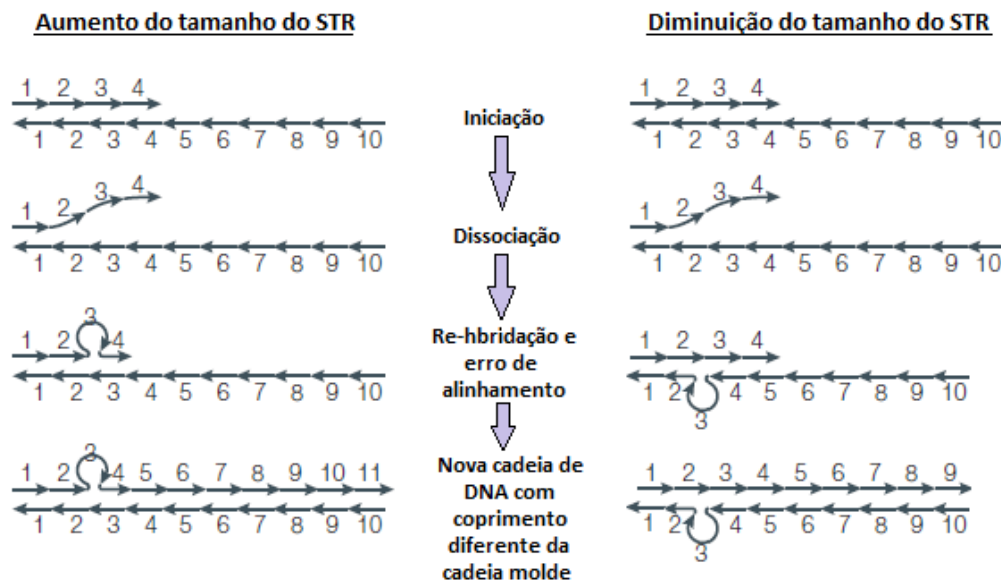 Aumento do tamanho do STR
Diminuição do tamanho do STR
1 2 3 4
1 2 3 4 5 6 7 8 9 10
Iniciação
1 2 3 4
1 2 3 4 5 6 7 8 9 10
1 2 3 4
1 2 3 4 5 6 7 8 9 10
Dissociação
1 2 3 4
1 2 3 4 5 6 7 8 9 10
1 2 3 4
1 2 3 4 5 6 7 8 9 10
Re-hbridação e
erro de
alinhamento
1 2 3 4
1 2 3 4 5 6 7 8 9 10
1 2 3 4 5 6 7 8 9 10 11
1 2 3 4 5 6 7 8 9 10
Nova cadeia de
DNA com
coprimento
diferente da
cadeia molde
1 2 3 4 5 6 7 8 9
1 2 3 4 5 6 7 8 9 10